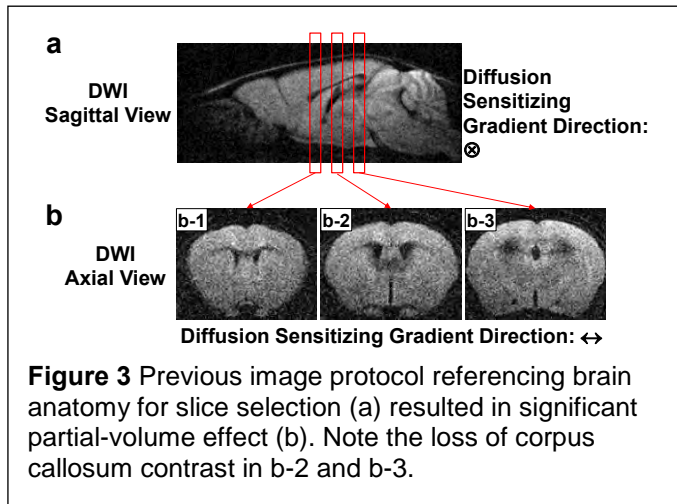 a
DWI
Sagittal View
Diffusion
Sensitizing
Gradient Direction:
⊗
b
DWI
Axial View
b-1
b-2
b-3
Diffusion Sensitizing Gradient Direction: ↔
Figure 3 Previous image protocol referencing brain
anatomy for slice selection (a) resulted in significant
partial-volume effect (b). Note the loss of corpus
callosum contrast in b-2 and b-3.